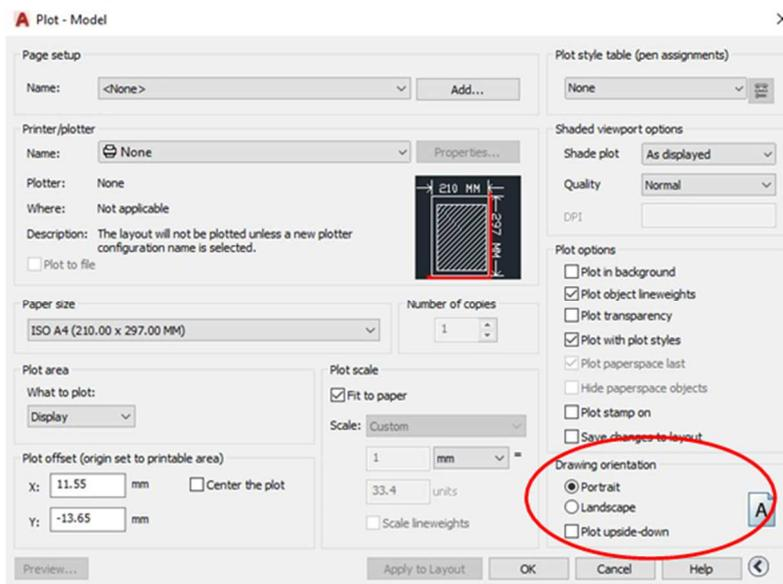 Plot - Model
Page setup
Name:
<None>
Add...
Printer/plotter
Name:
None
Properties...
Plotter:
None
Where:
Not applicable
Description:
The layout will not be plotted unless a new plotter
configuration name is selected.
Plot to file
210 MM
297 MM
Paper size
ISO A4 (210.00 x 297.00 MM)
Number of copies
1
Plot area
What to plot:
Display
Plot offset (origin set to printable area)
X:
11.55
mm
Center the plot
Y:
-13.65
mm
Plot scale
Fit to paper
Scale:
Custom
1
mm
=
33.4
units
Scale lineweights
Plot style table (pen assignments)
None
Shaded viewport options
Shade plot
As displayed
Quality
Normal
DPI
Plot options
Plot in background
Plot object lineweights
Plot transparency
Plot with plot styles
Plot paperspace last
Hide paperspace objects
Plot stamp on
Save changes to layout
Drawing orientation
Portrait
Landscape
Plot upside-down
A
Preview...
Apply to Layout
OK
Cancel
Help